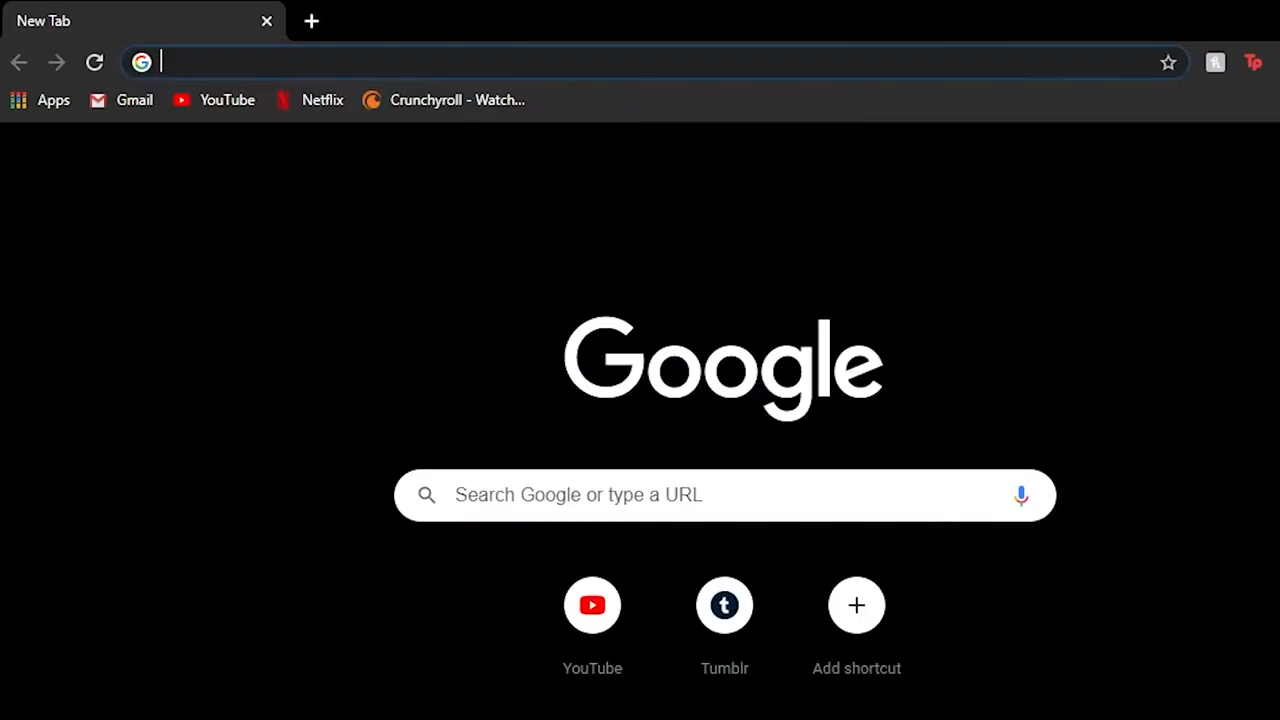 New Tab
Apps Gmail YouTube Netflix Crunchyroll - Watch...
Google
Search Google or type a URL
YouTube Tumblr Add shortcut